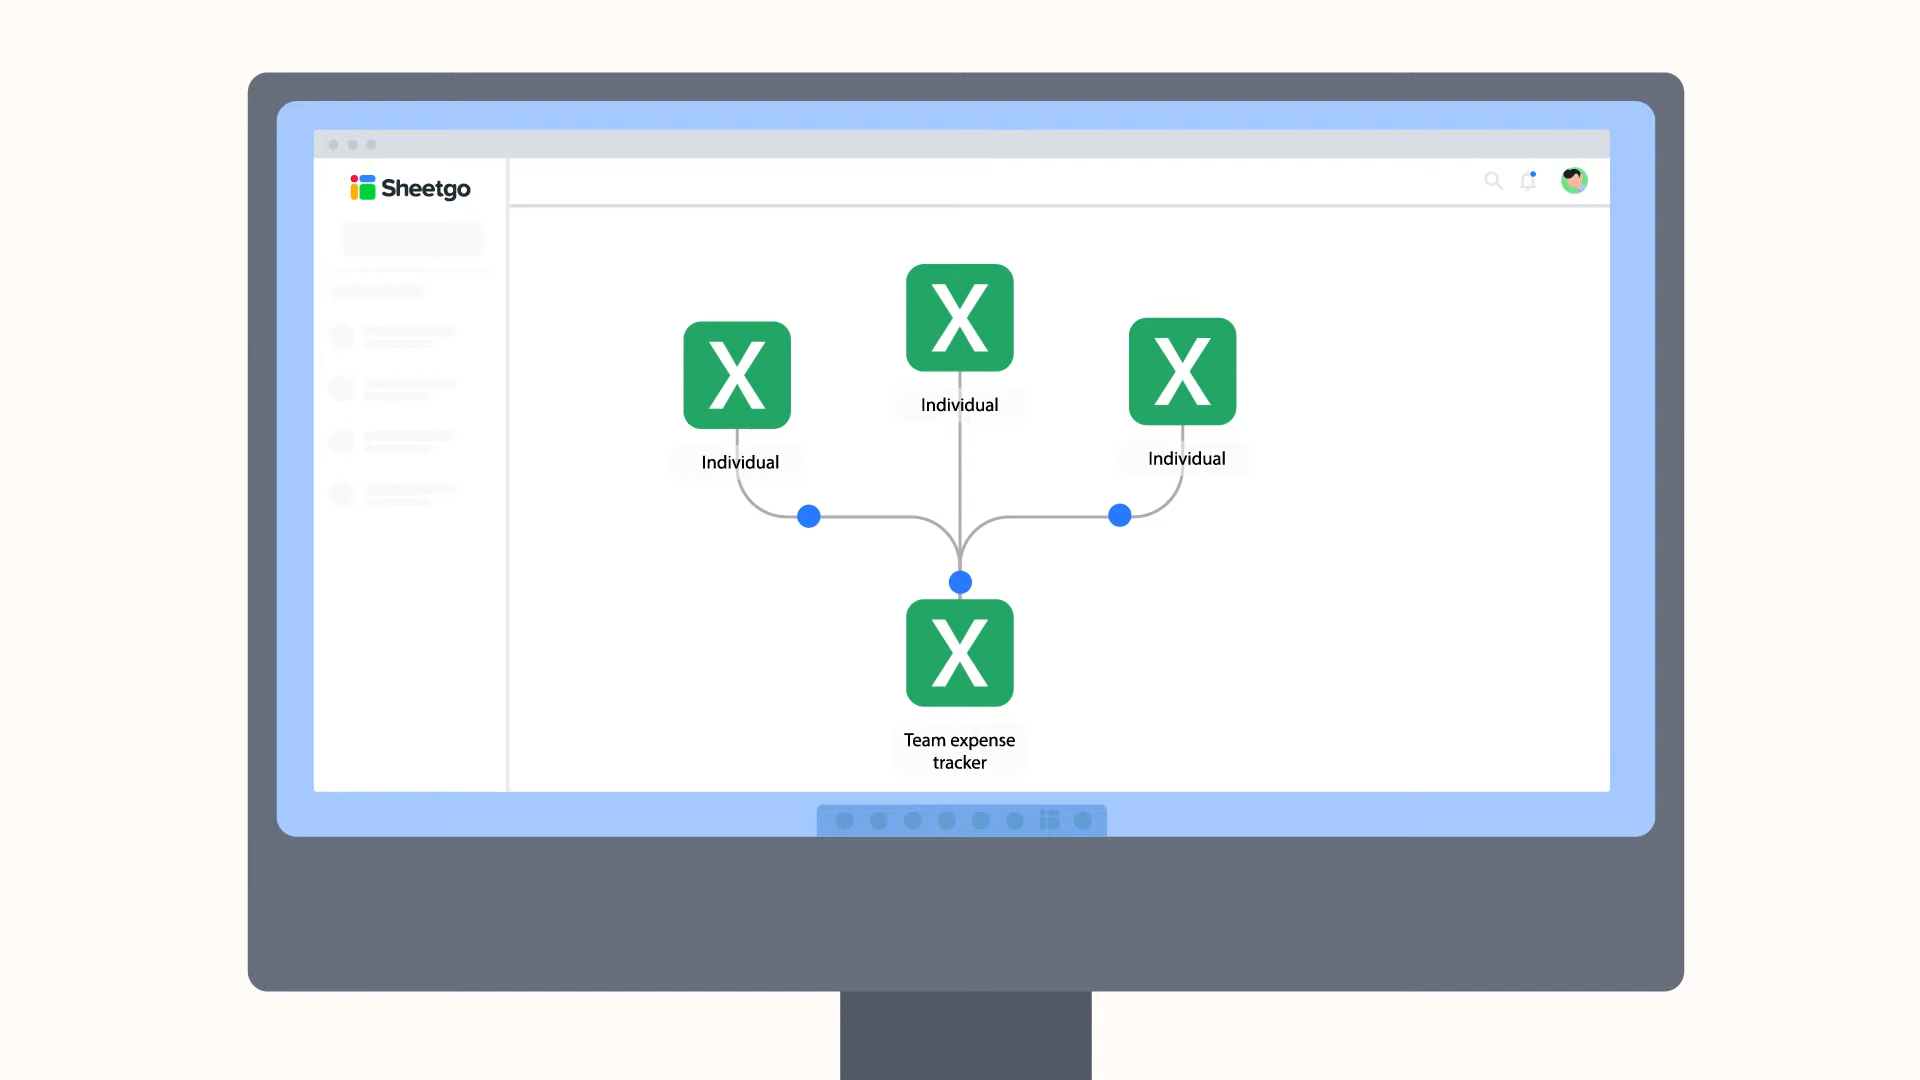 Sheetgo
X
Individual
X
Individual
X
Individual
X
Team expense
tracker